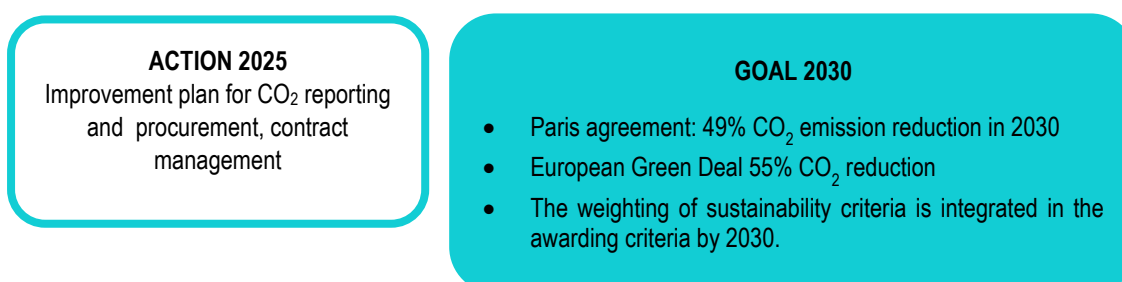 ACTION 2025
Improvement plan for CO₂ reporting
and procurement, contract
management
GOAL 2030
• Paris agreement: 49% CO₂ emission reduction in 2030
• European Green Deal 55% CO₂ reduction
• The weighting of sustainability criteria is integrated in the
awarding criteria by 2030.